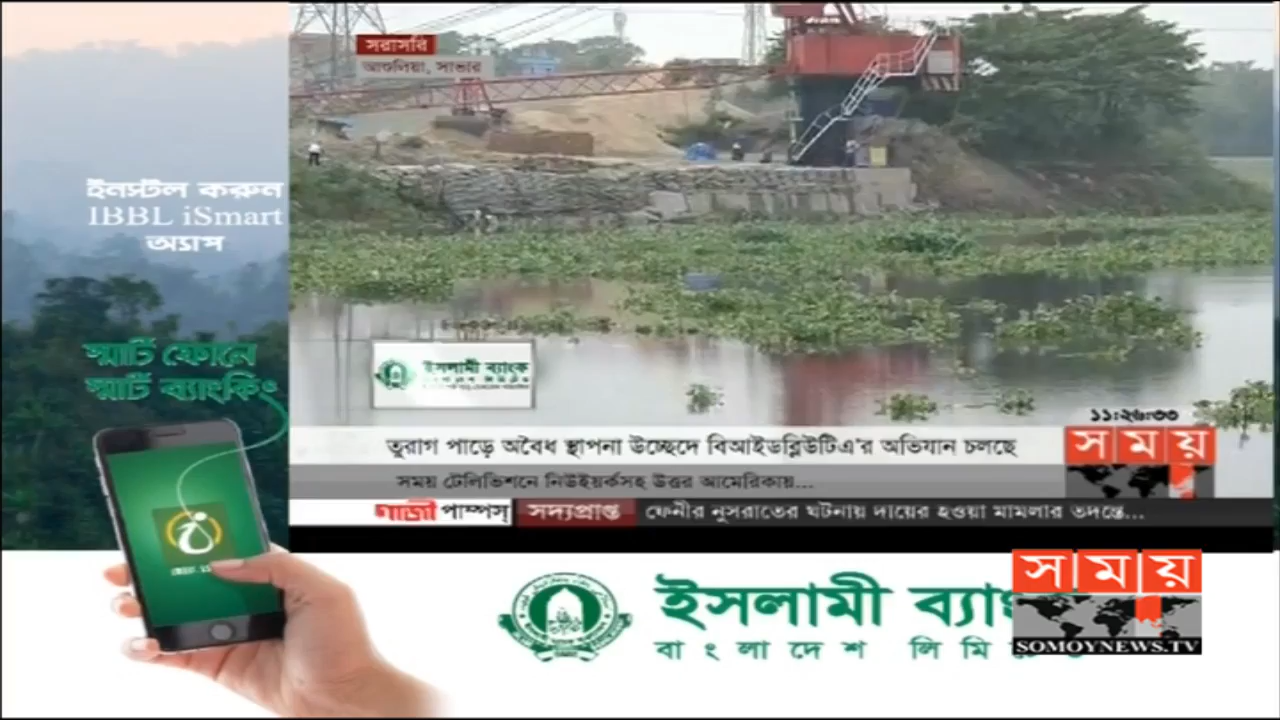 সরাসরি
আশুলিয়া, সাভার
ইনস্টল করুন
IBBL iSmart
অ্যাপ
স্মার্ট ফোনে
স্মার্ট ব্যাংকিং
ইসলামী ব্যাংক
১১:২৬:৩৩
তুরাগ পাড়ে অবৈধ স্থাপনা উচ্ছেদে বিআইডব্লিউটিএ'র অভিযান চলছে
সময়
সময় টেলিভিশনে নিউইয়র্কসহ উত্তর আমেরিকায়...
গাজী পাম্পস্ সদ্যপ্রাপ্ত ফেনীর নুসরাতের ঘটনায় দায়ের হওয়া মামলার তদন্তে...
ইসলামী
বাংলাদেশ
সময়
SOMOYNEWS.TV